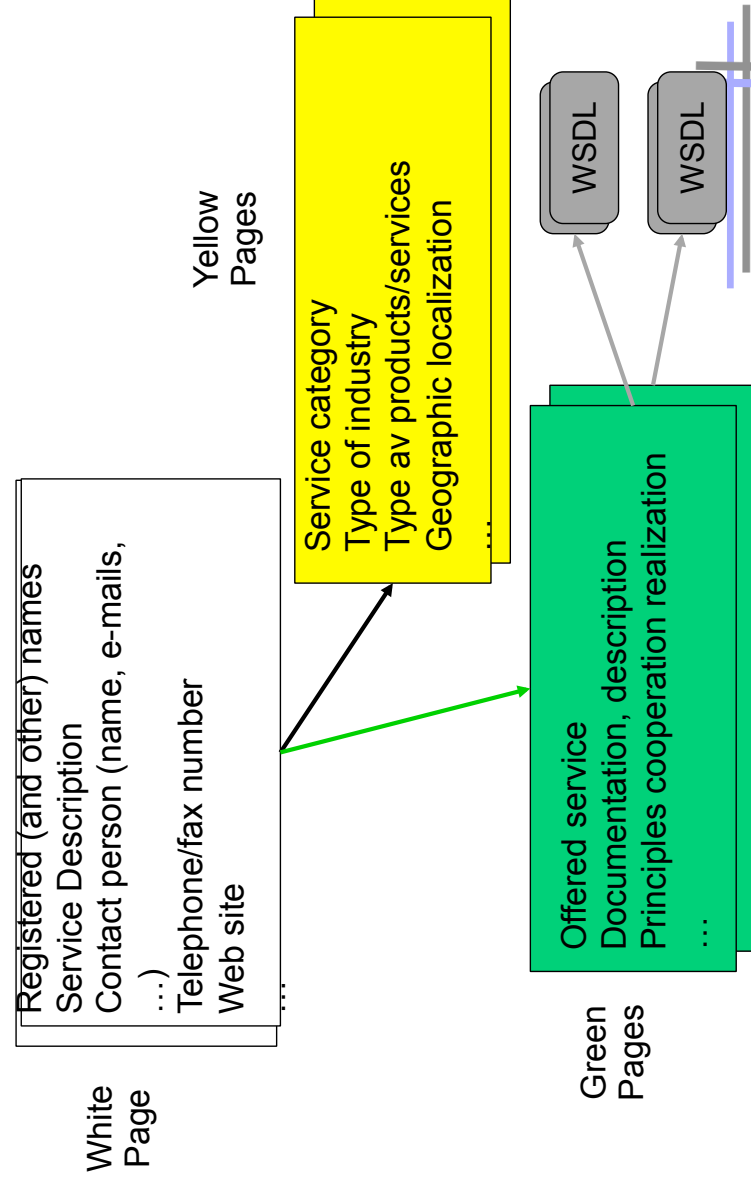 White
Page
Registered (and other) names
Service Description
Contact person (name, e-mails,
…)
Telephone/fax number
Web site
…
Yellow
Pages
Service category
Type of industry
Type av products/services
Geographic localization
…
Green
Pages
Offered service
Documentation, description
Principles cooperation realization
…
WSDL
WSDL